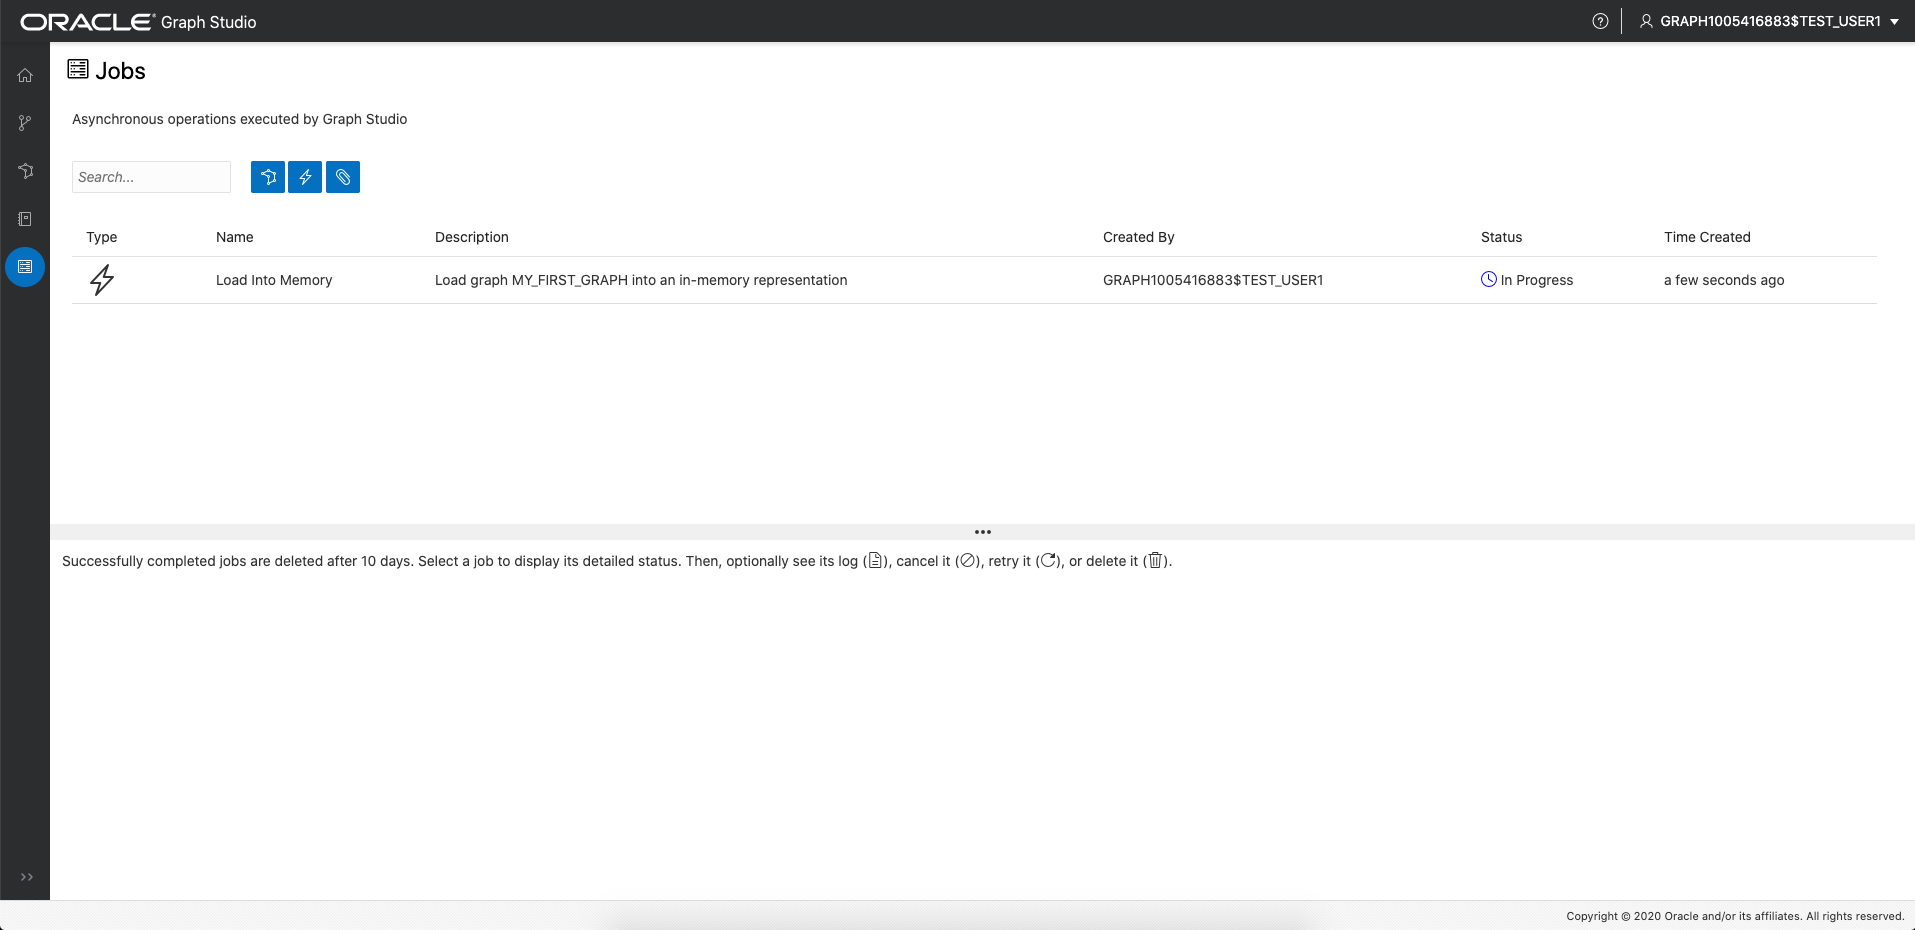 ORACLE® Graph Studio
GRAPH1005416883$TEST_USER1
Jobs
Asynchronous operations executed by Graph Studio
Search...
Type Name Description Created By Status Time Created
Load Into Memory Load graph MY_FIRST_GRAPH into an in-memory representation GRAPH1005416883$TEST_USER1 In Progress a few seconds ago
Successfully completed jobs are deleted after 10 days. Select a job to display its detailed status. Then, optionally see its log (), cancel it (), retry it (), or delete it ().
Copyright © 2020 Oracle and/or its affiliates. All rights reserved.